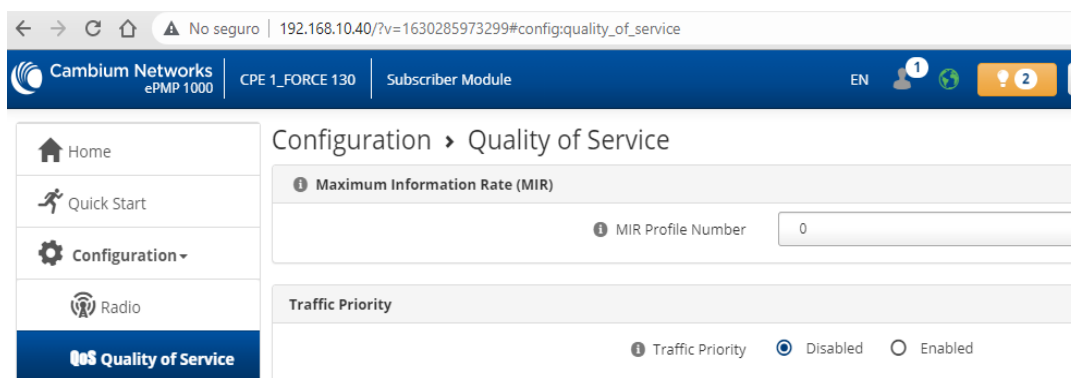 No seguro | 192.168.10.40/?v=1630285973299#config:quality_of_service
Cambium Networks
ePMP 1000
CPE 1_FORCE 130
Subscriber Module
EN
1
2
Home
Quick Start
Configuration
Radio
QoS Quality of Service
Configuration > Quality of Service
Maximum Information Rate (MIR)
MIR Profile Number
0
Traffic Priority
Traffic Priority
Disabled
Enabled